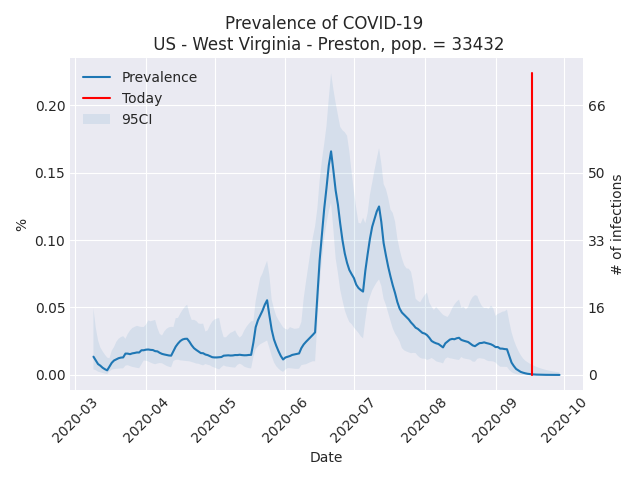 Prevalence of COVID-19
US - West Virginia - Preston, pop. = 33432
Prevalence
Today
95CI
0.20
0.15
0.10
0.05
0.00
%
66
50
33
16
0
# of infections
2020-03
2020-04
2020-05
2020-06
2020-07
2020-08
2020-09
2020-10
Date